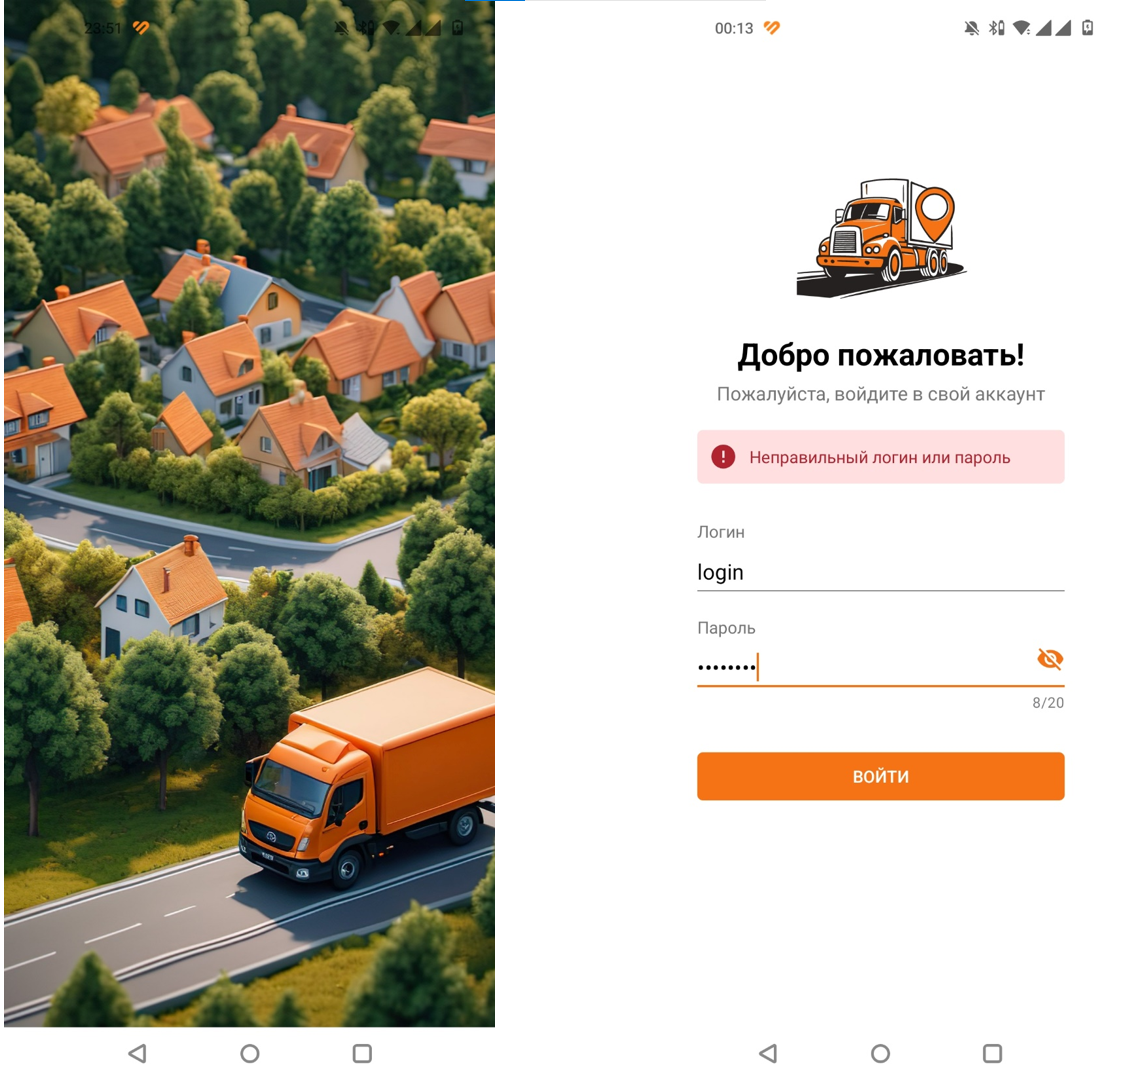 23:51
00:13
Добро пожаловать!
Пожалуйста, войдите в свой аккаунт
Неправильный логин или пароль
Логин
login
Пароль
••••••••
8/20
ВОЙТИ